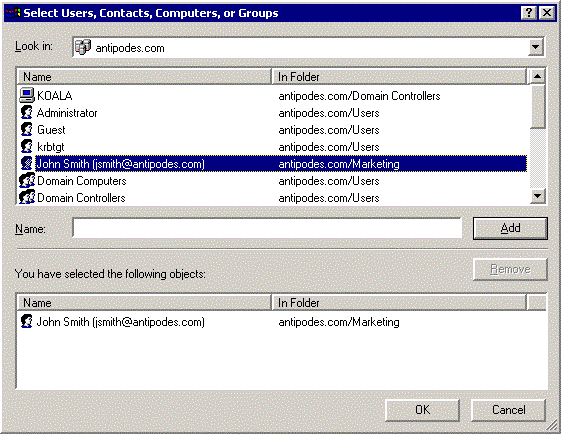 Select Users, Contacts, Computers, or Groups
Look in: antipodes.com
Name In Folder
KOALA antipodes.com/Domain Controllers
Administrator antipodes.com/Users
Guest antipodes.com/Users
krbtgt antipodes.com/Users
John Smith (jsmith@antipodes.com) antipodes.com/Marketing
Domain Computers antipodes.com/Users
Domain Controllers antipodes.com/Users
Name: Add
Remove
You have selected the following objects:
Name In Folder
John Smith (jsmith@antipodes.com) antipodes.com/Marketing
OK Cancel